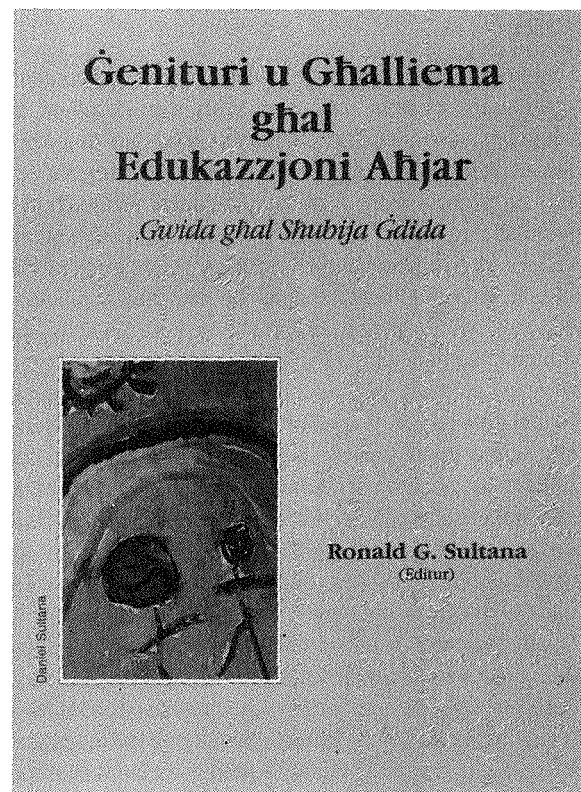 Ġenituri u Għalliema
għal
Edukazzjoni Aħjar
Gwida għal Sħubija Ġdida
Ronald G. Sultana
(Editur)
Daniel Sultana